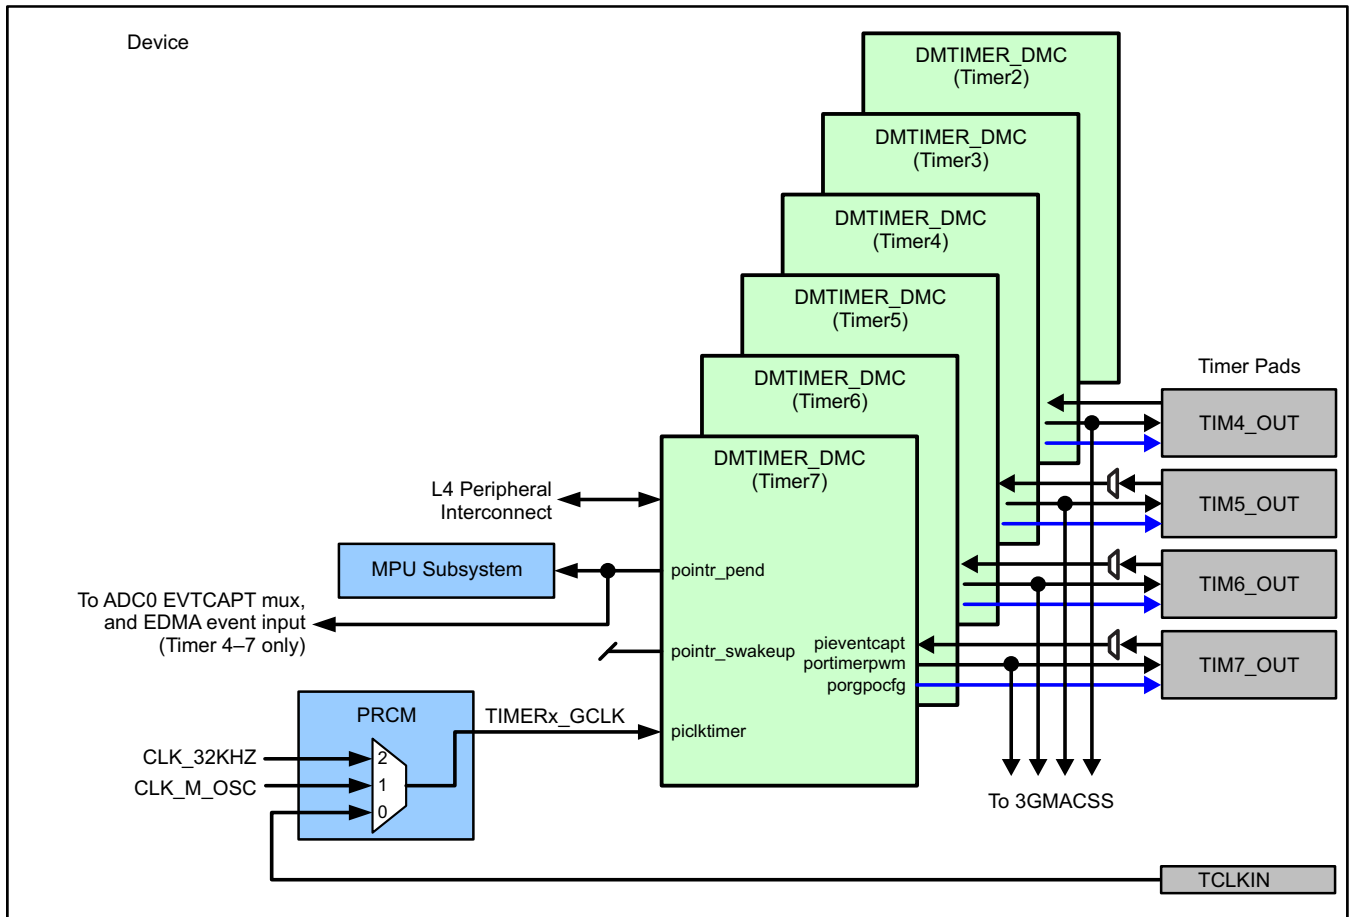 Device
DMTIMER_DMC
(Timer2)
DMTIMER_DMC
(Timer3)
DMTIMER_DMC
(Timer4)
DMTIMER_DMC
(Timer5)
DMTIMER_DMC
(Timer6)
DMTIMER_DMC
(Timer7)
Timer Pads
TIM4_OUT
TIM5_OUT
TIM6_OUT
TIM7_OUT
L4 Peripheral
Interconnect
MPU Subsystem
pointr_pend
To ADC0 EVTCAPT mux,
and EDMA event input
(Timer 4–7 only)
pointr_swakeup
pieventcapt
portimerpwm
porgpocfg
PRCM
TIMERx_GCLK
piclktimer
CLK_32KHZ
2
CLK_M_OSC
1
0
To 3GMACSS
TCLKIN